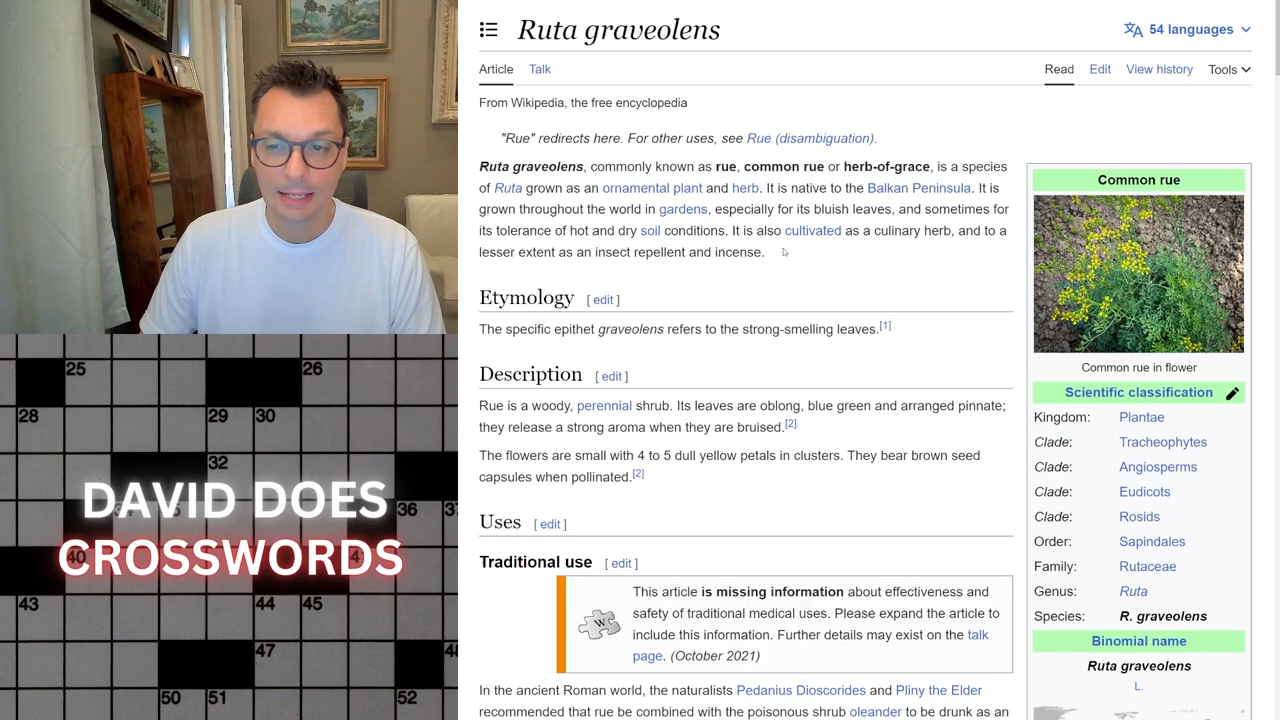 Ruta graveolens
54 languages
Article Talk
Read Edit View history Tools
From Wikipedia, the free encyclopedia
"Rue" redirects here. For other uses, see Rue (disambiguation).
Ruta graveolens, commonly known as rue, common rue or herb-of-grace, is a species
of Ruta grown as an ornamental plant and herb. It is native to the Balkan Peninsula. It is
grown throughout the world in gardens, especially for its bluish leaves, and sometimes for
its tolerance of hot and dry soil conditions. It is also cultivated as a culinary herb, and to a
lesser extent as an insect repellent and incense.
Etymology [ edit ]
The specific epithet graveolens refers to the strong-smelling leaves.[1]
Description [ edit ]
Rue is a woody, perennial shrub. Its leaves are oblong, blue green and arranged pinnate;
they release a strong aroma when they are bruised.[2]
The flowers are small with 4 to 5 dull yellow petals in clusters. They bear brown seed
capsules when pollinated.[2]
Uses [ edit ]
Traditional use [ edit ]
This article is missing information about effectiveness and
safety of traditional medical uses. Please expand the article to
include this information. Further details may exist on the talk
page. (October 2021)
W
In the ancient Roman world, the naturalists Pedanius Dioscorides and Pliny the Elder
recommended that rue be combined with the poisonous shrub oleander to be drunk as an
Common rue
Common rue in flower
Scientific classification
Kingdom: Plantae
Clade: Tracheophytes
Clade: Angiosperms
Clade: Eudicots
Clade: Rosids
Order: Sapindales
Family: Rutaceae
Genus: Ruta
Species: R. graveolens
Binomial name
Ruta graveolens
L.
25 26
28 29 30
32
DAVID DOES
36 37
CROSSWORDS
40
43 44 45
47
50 51 52